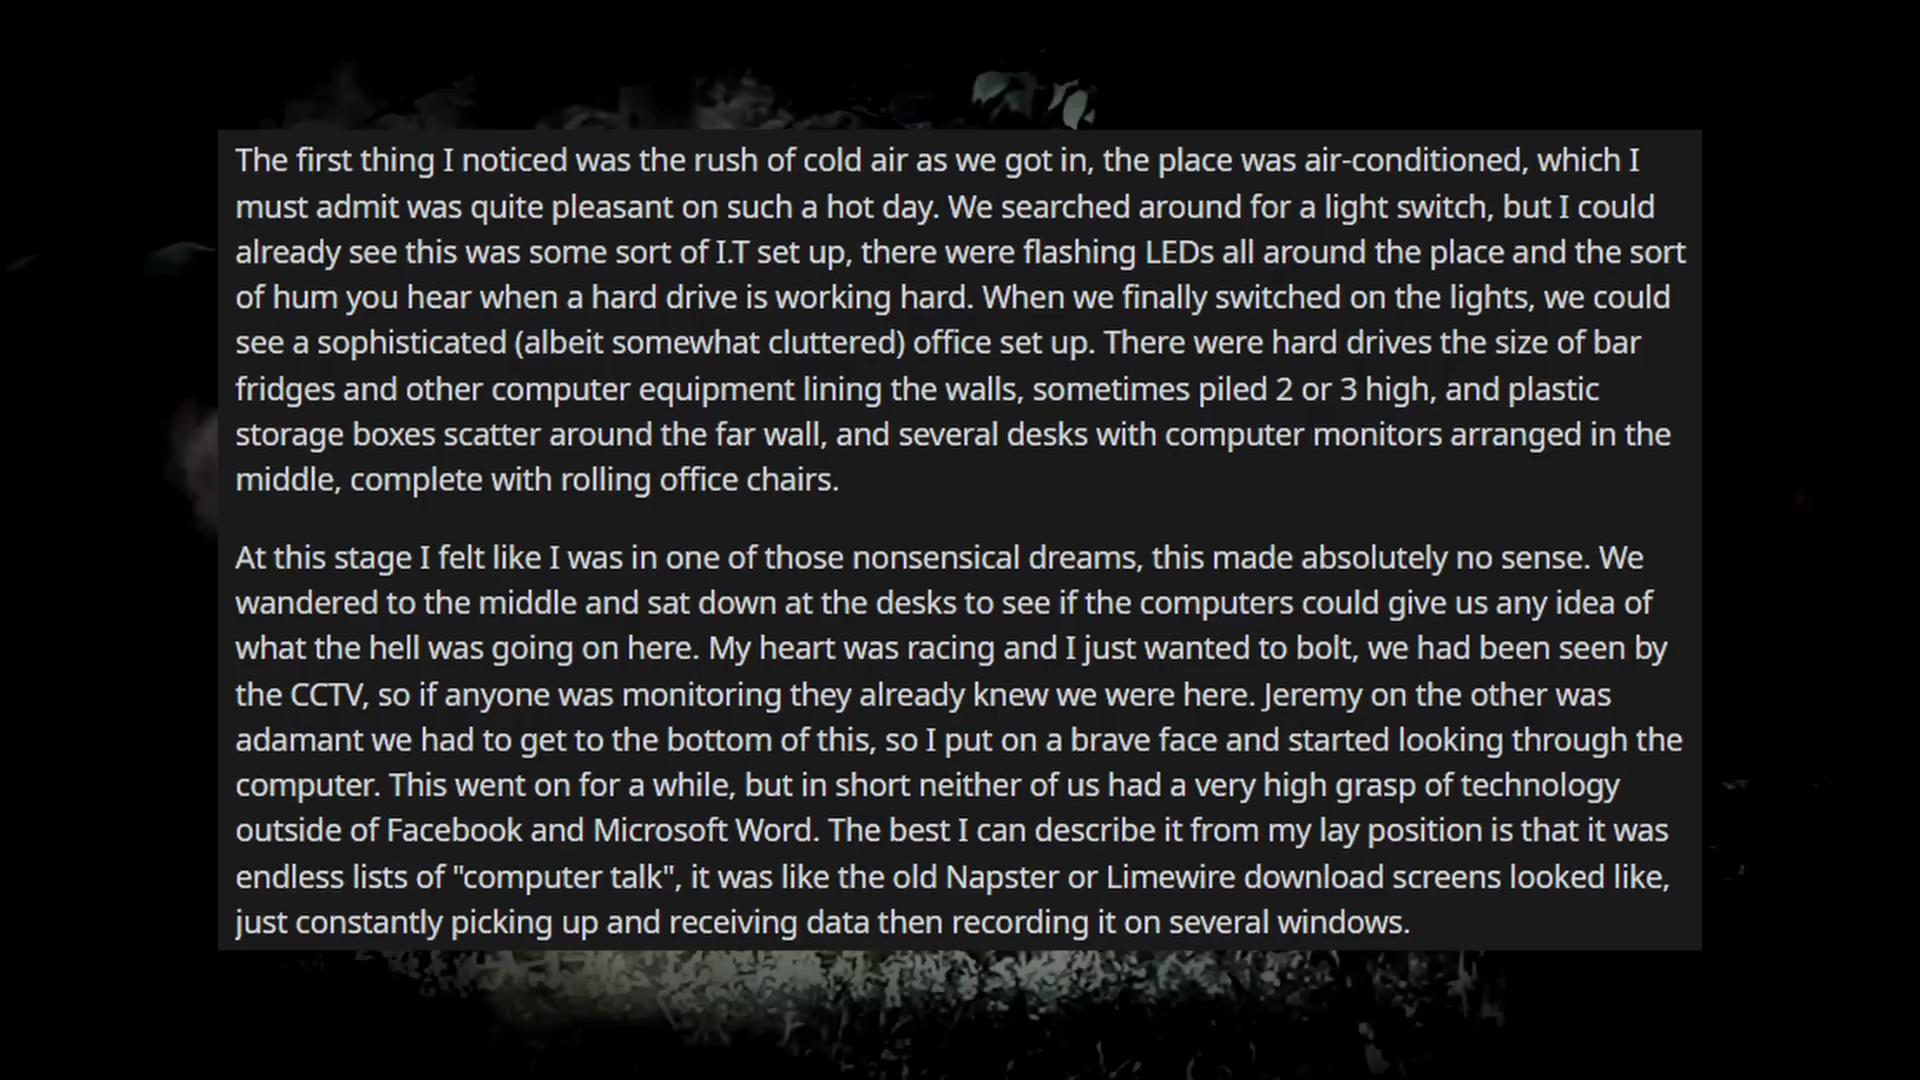 The first thing I noticed was the rush of cold air as we got in, the place was air-conditioned, which I
must admit was quite pleasant on such a hot day. We searched around for a light switch, but I could
already see this was some sort of I.T set up, there were flashing LEDs all around the place and the sort
of hum you hear when a hard drive is working hard. When we finally switched on the lights, we could
see a sophisticated (albeit somewhat cluttered) office set up. There were hard drives the size of bar
fridges and other computer equipment lining the walls, sometimes piled 2 or 3 high, and plastic
storage boxes scatter around the far wall, and several desks with computer monitors arranged in the
middle, complete with rolling office chairs.
At this stage I felt like I was in one of those nonsensical dreams, this made absolutely no sense. We
wandered to the middle and sat down at the desks to see if the computers could give us any idea of
what the hell was going on here. My heart was racing and I just wanted to bolt, we had been seen by
the CCTV, so if anyone was monitoring they already knew we were here. Jeremy on the other was
adamant we had to get to the bottom of this, so I put on a brave face and started looking through the
computer. This went on for a while, but in short neither of us had a very high grasp of technology
outside of Facebook and Microsoft Word. The best I can describe it from my lay position is that it was
endless lists of "computer talk", it was like the old Napster or Limewire download screens looked like,
just constantly picking up and receiving data then recording it on several windows.